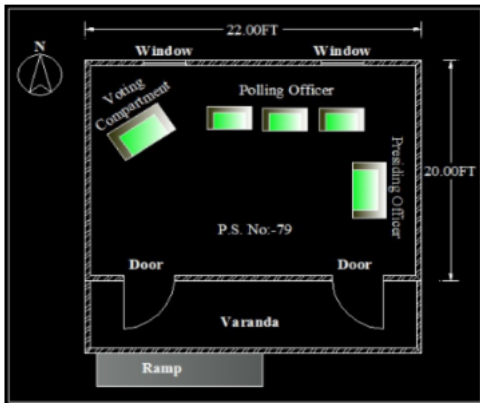 22.00FT
N
Window
Window
Voting
Compartment
Polling Officer
Presiding Officer
20.00FT
P.S. No:-79
Door
Door
Varanda
Ramp